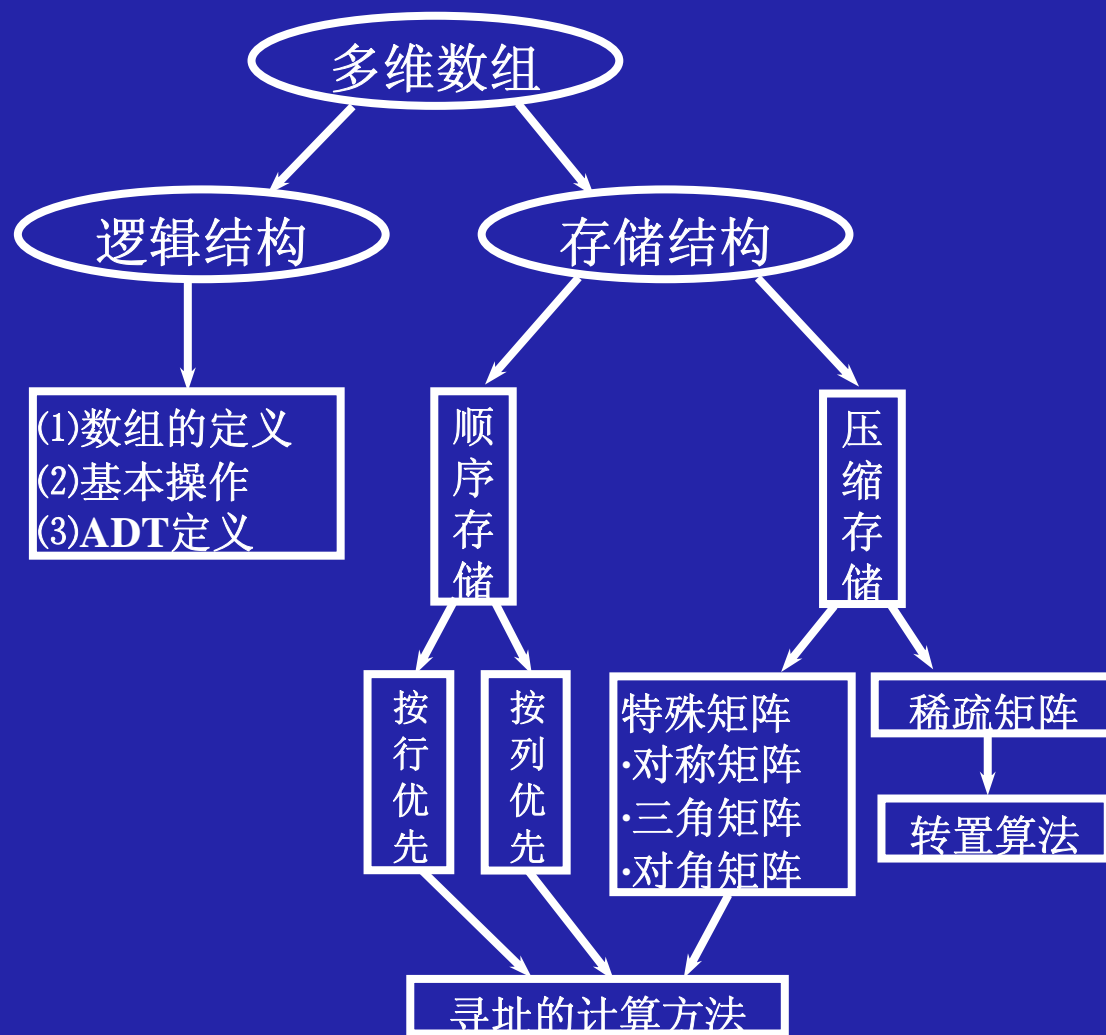 多维数组
逻辑结构
存储结构
⑴数组的定义
⑵基本操作
⑶ADT定义
顺序存储
压缩存储
按行优先
按列优先
特殊矩阵
·对称矩阵
·三角矩阵
·对角矩阵
稀疏矩阵
转置算法
寻址的计算方法